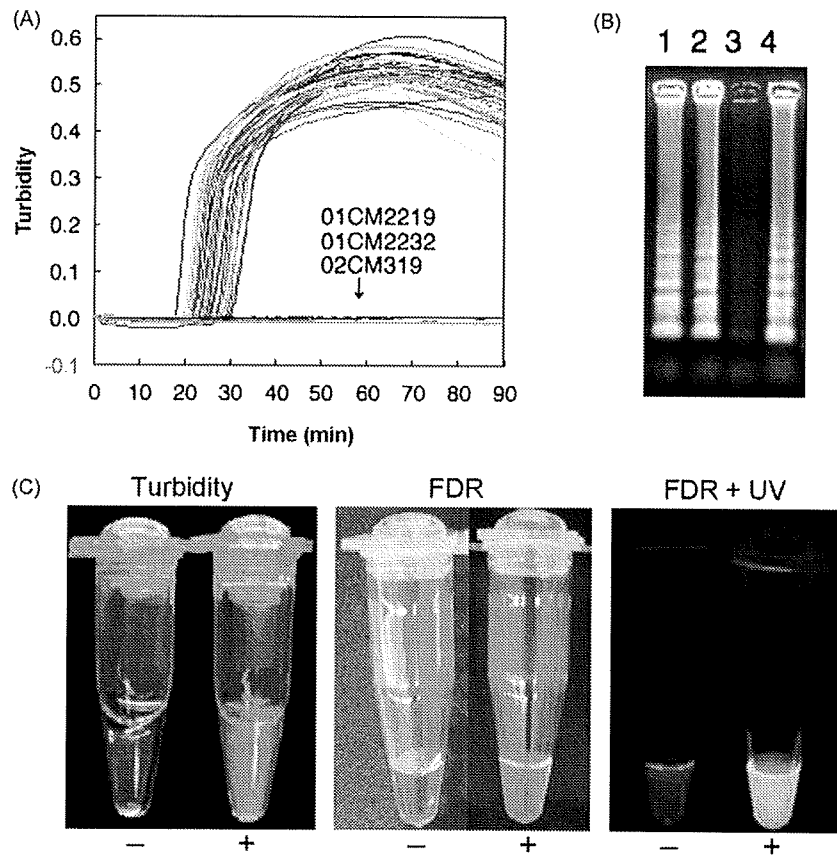 (A)
Turbidity
0.6
0.5
0.4
0.3
0.2
0.1
0.0
-0.1
01CM2219
01CM2232
02CM319
0 10 20 30 40 50 60 70 80 90
Time (min)
(B)
1 2 3 4
(C)
Turbidity FDR FDR + UV
− + − + − +